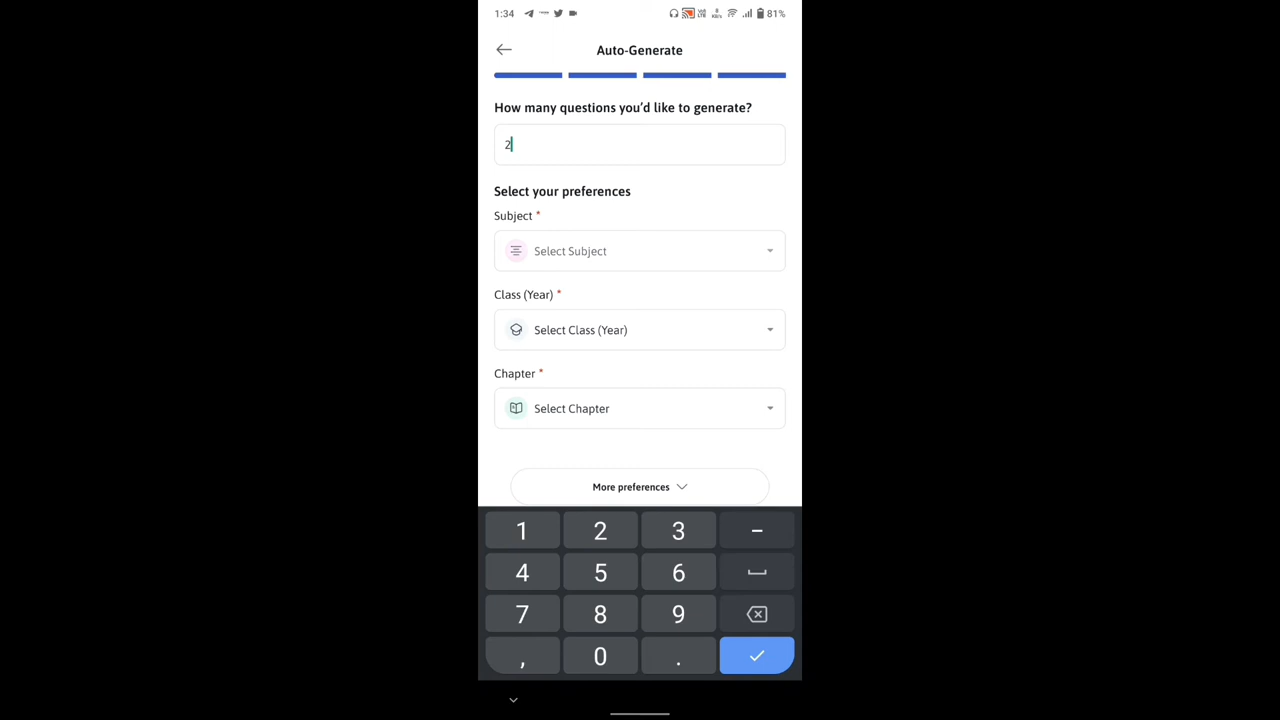 1:34
81%
Auto-Generate
How many questions you'd like to generate?
2
Select your preferences
Subject *
Select Subject
Class (Year) *
Select Class (Year)
Chapter *
Select Chapter
More preferences
1 2 3 -
4 5 6
7 8 9
, 0 .